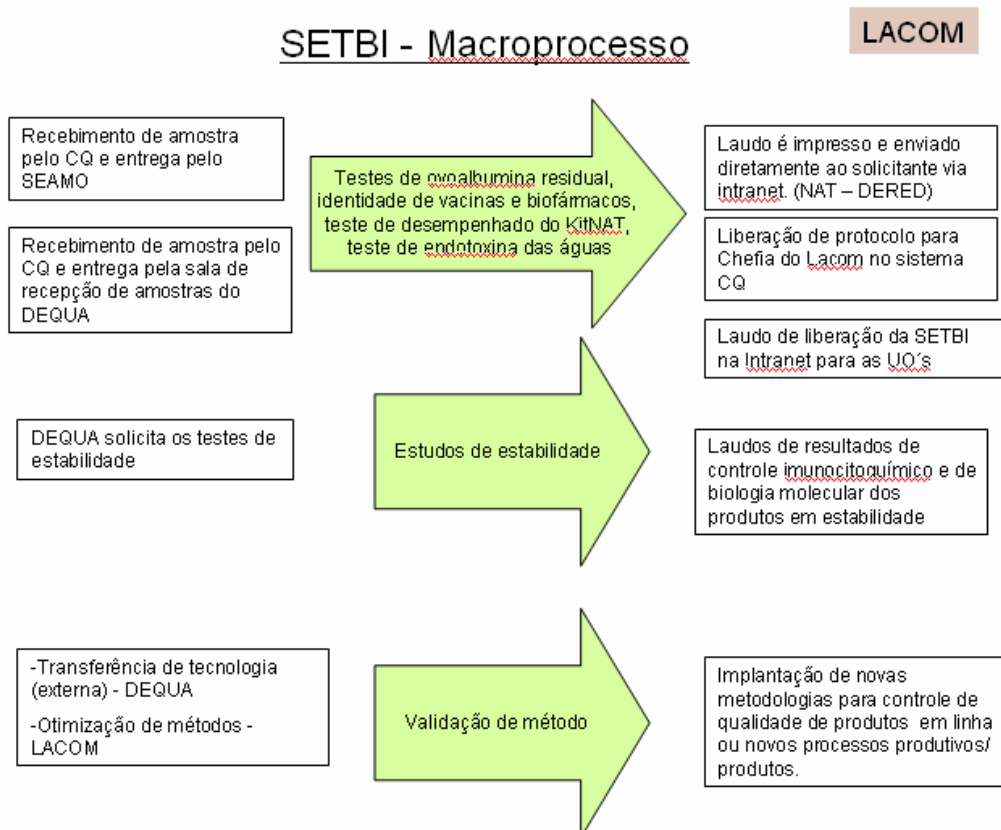 SETBI - Macroprocesso
LACOM
Recebimento de amostra
pelo CQ e entrega pelo
SEAMO
Recebimento de amostra pelo
CQ e entrega pela sala de
recepção de amostras do
DEQUA
Testes de ovoalbumina residual,
identidade de vacinas e biofármacos,
teste de desempenhado do KitNAT,
teste de endotoxina das águas
Laudo é impresso e enviado
diretamente ao solicitante via
intranet. (NAT – DERED)
Liberação de protocolo para
Chefia do Lacom no sistema
CQ
Laudo de liberação da SETBI
na Intranet para as UO´s
DEQUA solicita os testes de
estabilidade
Estudos de estabilidade
Laudos de resultados de
controle imunocitoquímico e de
biologia molecular dos
produtos em estabilidade
-Transferência de tecnologia
(externa) - DEQUA
-Otimização de métodos -
LACOM
Validação de método
Implantação de novas
metodologias para controle de
qualidade de produtos em linha
ou novos processos produtivos/
produtos.